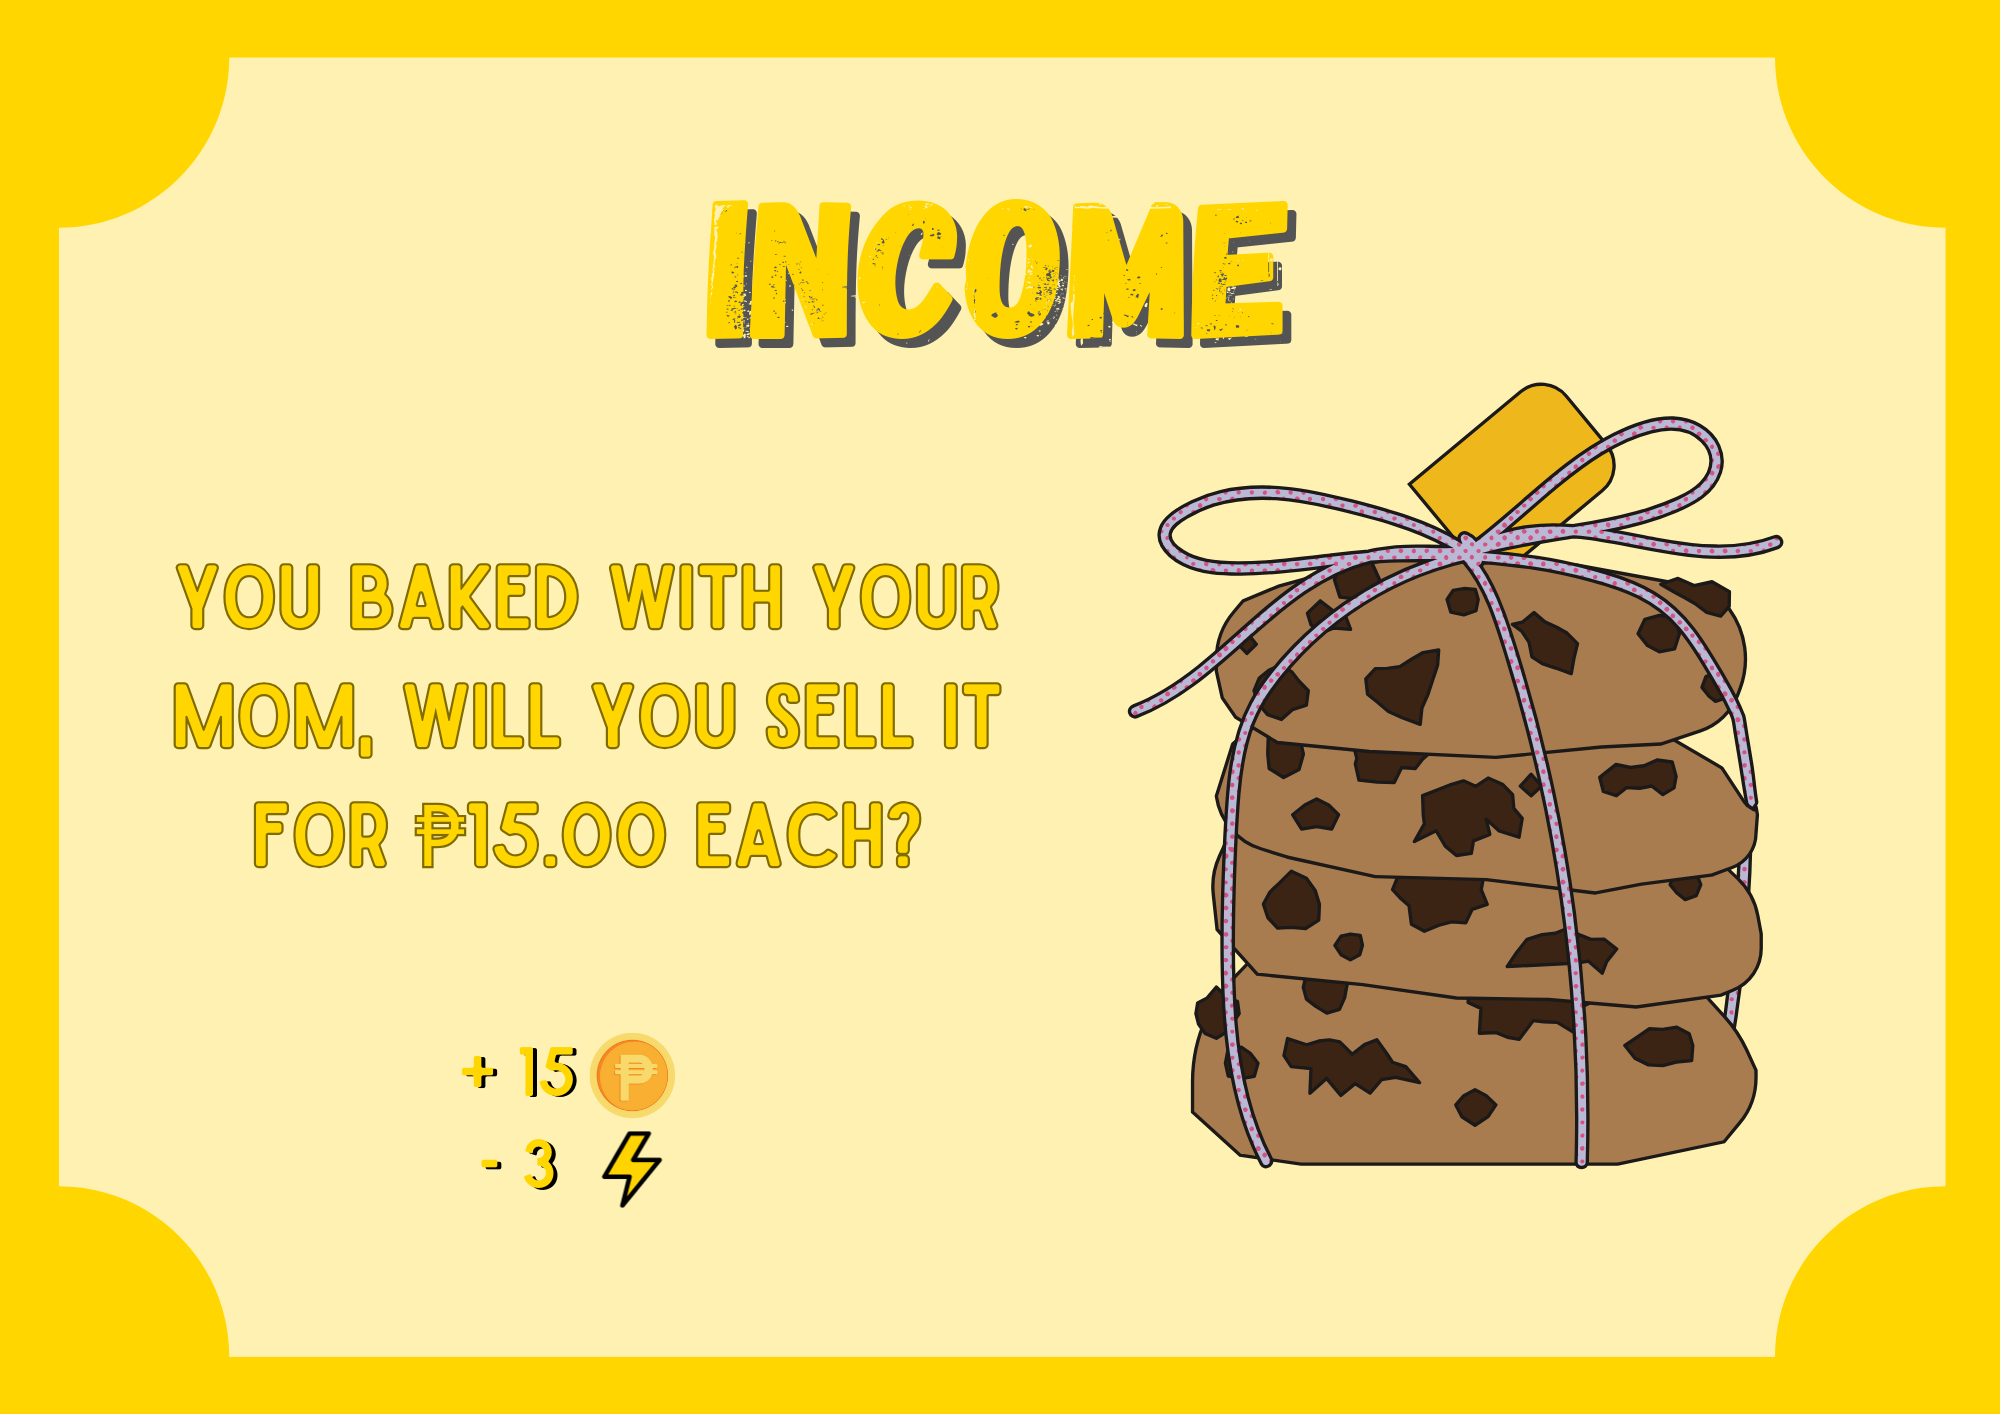 INCOME
YOU BAKED WITH YOUR
MOM, WILL YOU SELL IT
FOR ₱15.00 EACH?
+ 15 ₱
- 3